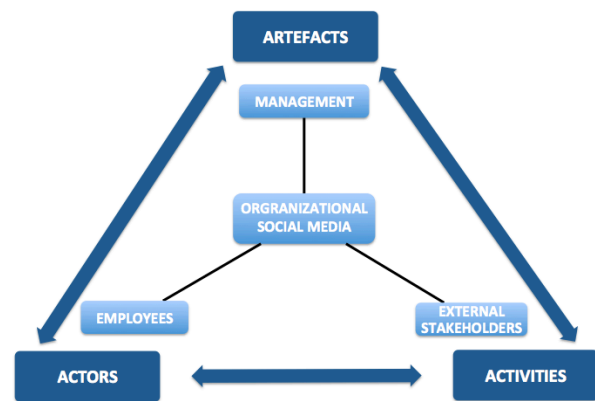 ARTEFACTS
MANAGEMENT
ORGRANIZATIONAL
SOCIAL MEDIA
EMPLOYEES
EXTERNAL
STAKEHOLDERS
ACTORS
ACTIVITIES